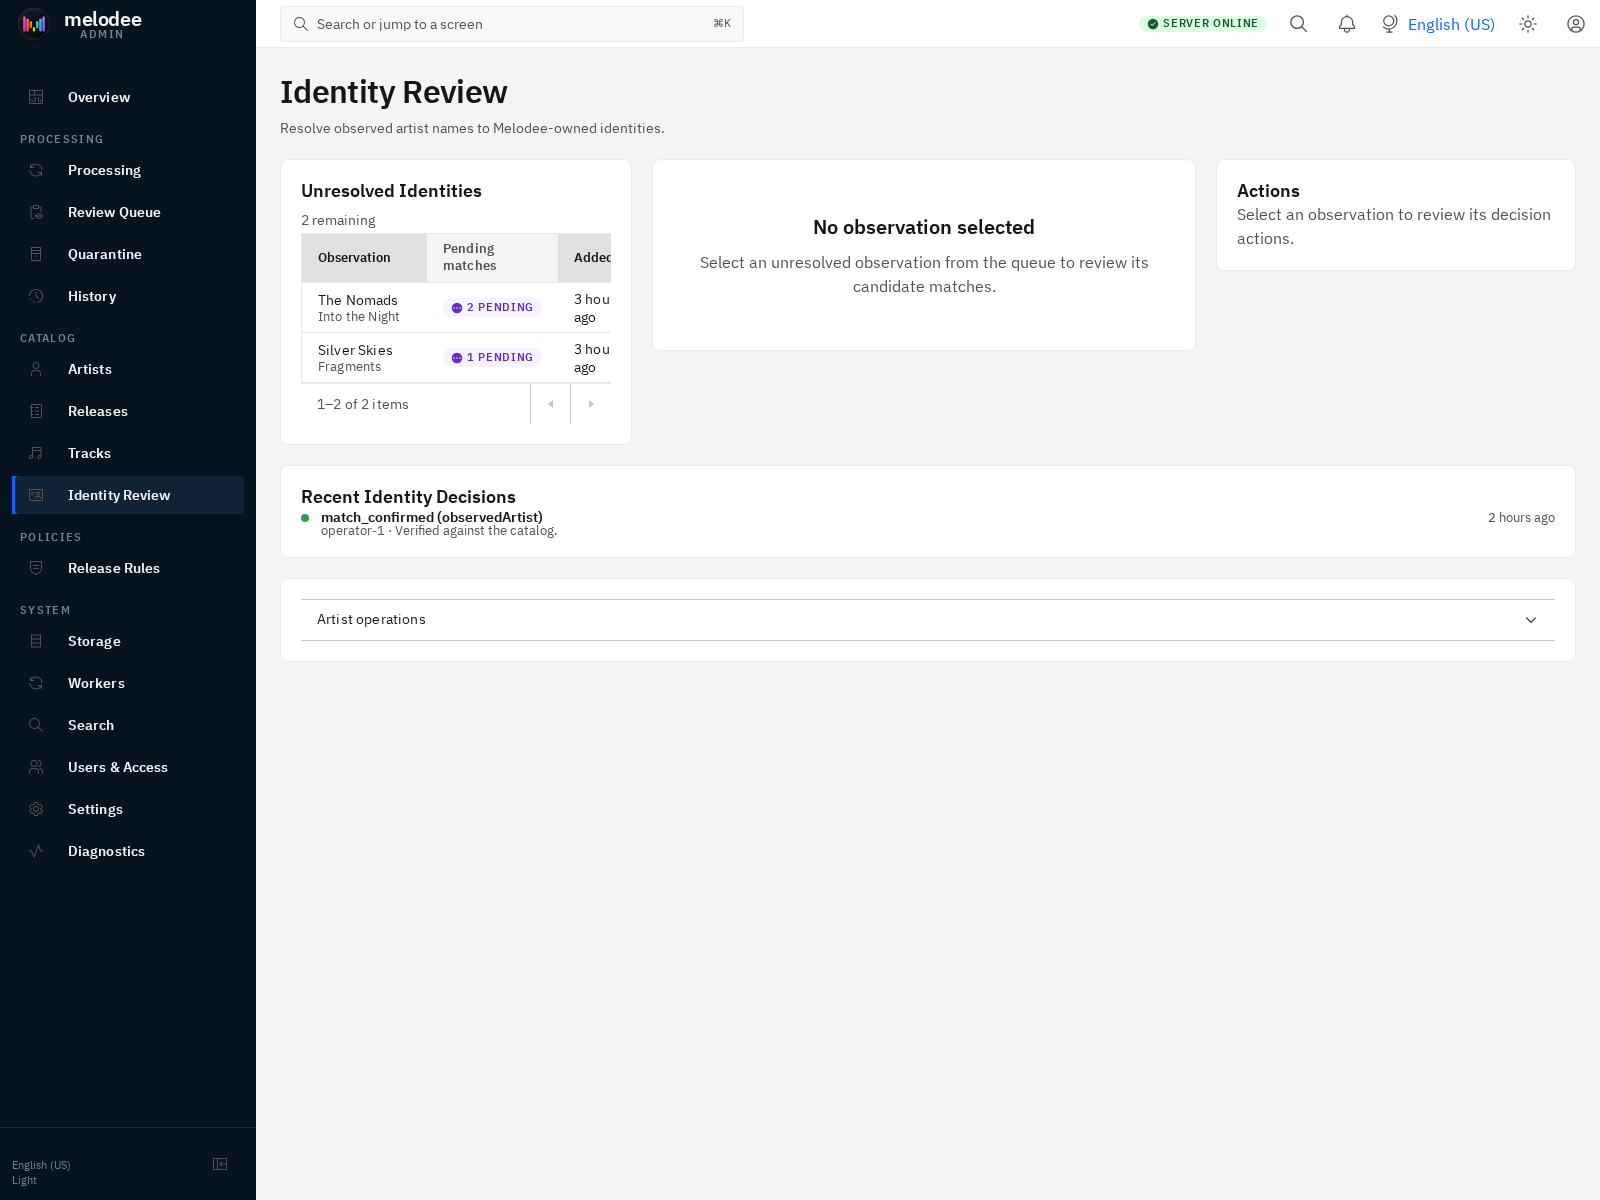 melodee
ADMIN
Search or jump to a screen
⌘K
SERVER ONLINE
English (US)
Overview
PROCESSING
Processing
Review Queue
Quarantine
History
CATALOG
Artists
Releases
Tracks
Identity Review
POLICIES
Release Rules
SYSTEM
Storage
Workers
Search
Users & Access
Settings
Diagnostics
English (US)
Light
Identity Review
Resolve observed artist names to Melodee-owned identities.
Unresolved Identities
2 remaining
Observation
Pending
matches
Added
The Nomads
Into the Night
2 PENDING
3 hou
ago
Silver Skies
Fragments
1 PENDING
3 hou
ago
1–2 of 2 items
No observation selected
Select an unresolved observation from the queue to review its
candidate matches.
Actions
Select an observation to review its decision
actions.
Recent Identity Decisions
match_confirmed (observedArtist)
operator-1 · Verified against the catalog.
2 hours ago
Artist operations